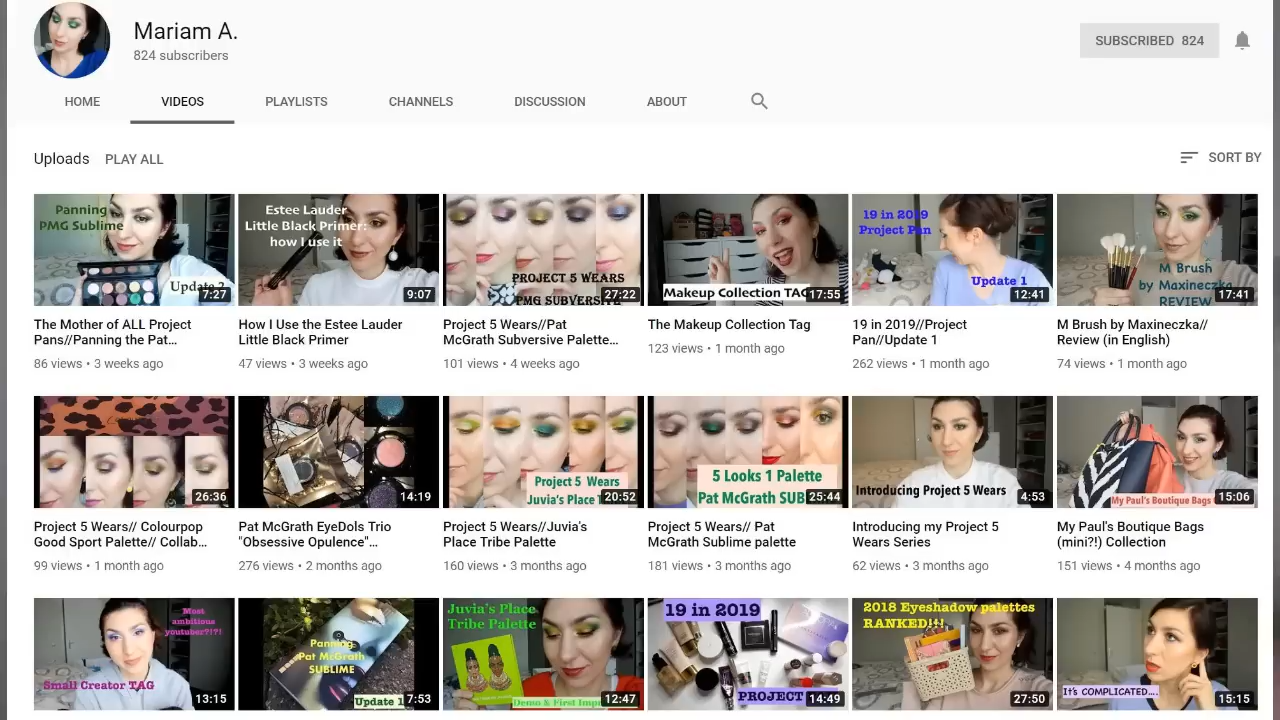 Mariam A.
824 subscribers
SUBSCRIBED 824
HOME VIDEOS PLAYLISTS CHANNELS DISCUSSION ABOUT
Uploads PLAY ALL SORT BY
Panning
PMG Sublime
Update 2
7:27
Estee Lauder
Little Black Primer:
how I use it
9:07
PROJECT 5 WEARS
PMG SUBVERSIVE
27:22
Makeup Collection TAG
17:55
19 in 2019
Project Pan
Update 1
12:41
M Brush
by Maxineczka
REVIEW
17:41
The Mother of ALL Project
Pans//Panning the Pat...
86 views • 3 weeks ago
How I Use the Estee Lauder
Little Black Primer
47 views • 3 weeks ago
Project 5 Wears//Pat
McGrath Subversive Palette...
101 views • 4 weeks ago
The Makeup Collection Tag
123 views • 1 month ago
19 in 2019//Project
Pan//Update 1
262 views • 1 month ago
M Brush by Maxineczka//
Review (in English)
74 views • 1 month ago
26:36
14:19
Project 5 Wears
Juvia's Place
20:52
5 Looks 1 Palette
Pat McGrath SUB
25:44
Introducing Project 5 Wears
4:53
My Paul's Boutique Bags
15:06
Project 5 Wears// Colourpop
Good Sport Palette// Collab...
99 views • 1 month ago
Pat McGrath EyeDols Trio
"Obsessive Opulence"...
276 views • 2 months ago
Project 5 Wears//Juvia's
Place Tribe Palette
160 views • 3 months ago
Project 5 Wears// Pat
McGrath Sublime palette
181 views • 3 months ago
Introducing my Project 5
Wears Series
62 views • 3 months ago
My Paul's Boutique Bags
(mini?!) Collection
151 views • 4 months ago
Most
ambitious
youtuber?!?!
Small Creator TAG
13:15
Panning
Pat McGrath
SUBLIME
Update 1
7:53
Juvia's Place
Tribe Palette
Demo & First Impr
12:47
19 in 2019
PROJECT
14:49
2018 Eyeshadow palettes
RANKED!!!
27:50
It's COMPLICATED....
15:15